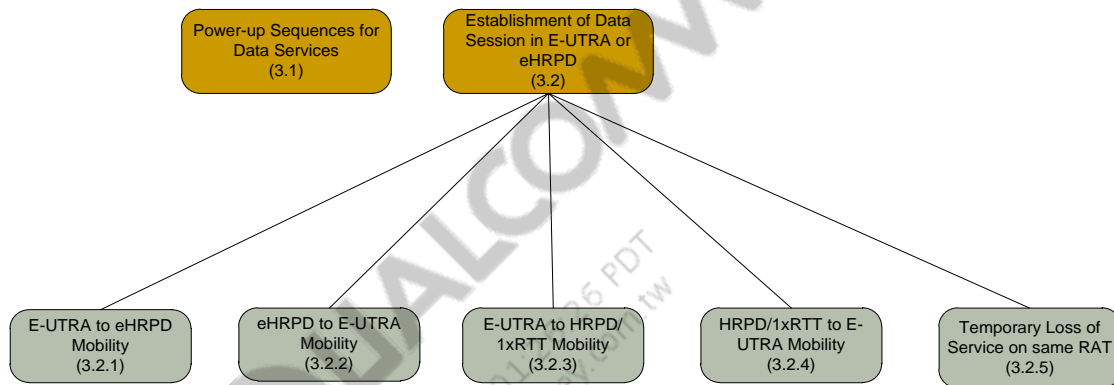 Power-up Sequences for
Data Services
(3.1)
Establishment of Data
Session in E-UTRA or
eHRPD
(3.2)
E-UTRA to eHRPD
Mobility
(3.2.1)
eHRPD to E-UTRA
Mobility
(3.2.2)
E-UTRA to HRPD/
1xRTT Mobility
(3.2.3)
HRPD/1xRTT to E-
UTRA Mobility
(3.2.4)
Temporary Loss of
Service on same RAT
(3.2.5)
QUALCOMM
PDT